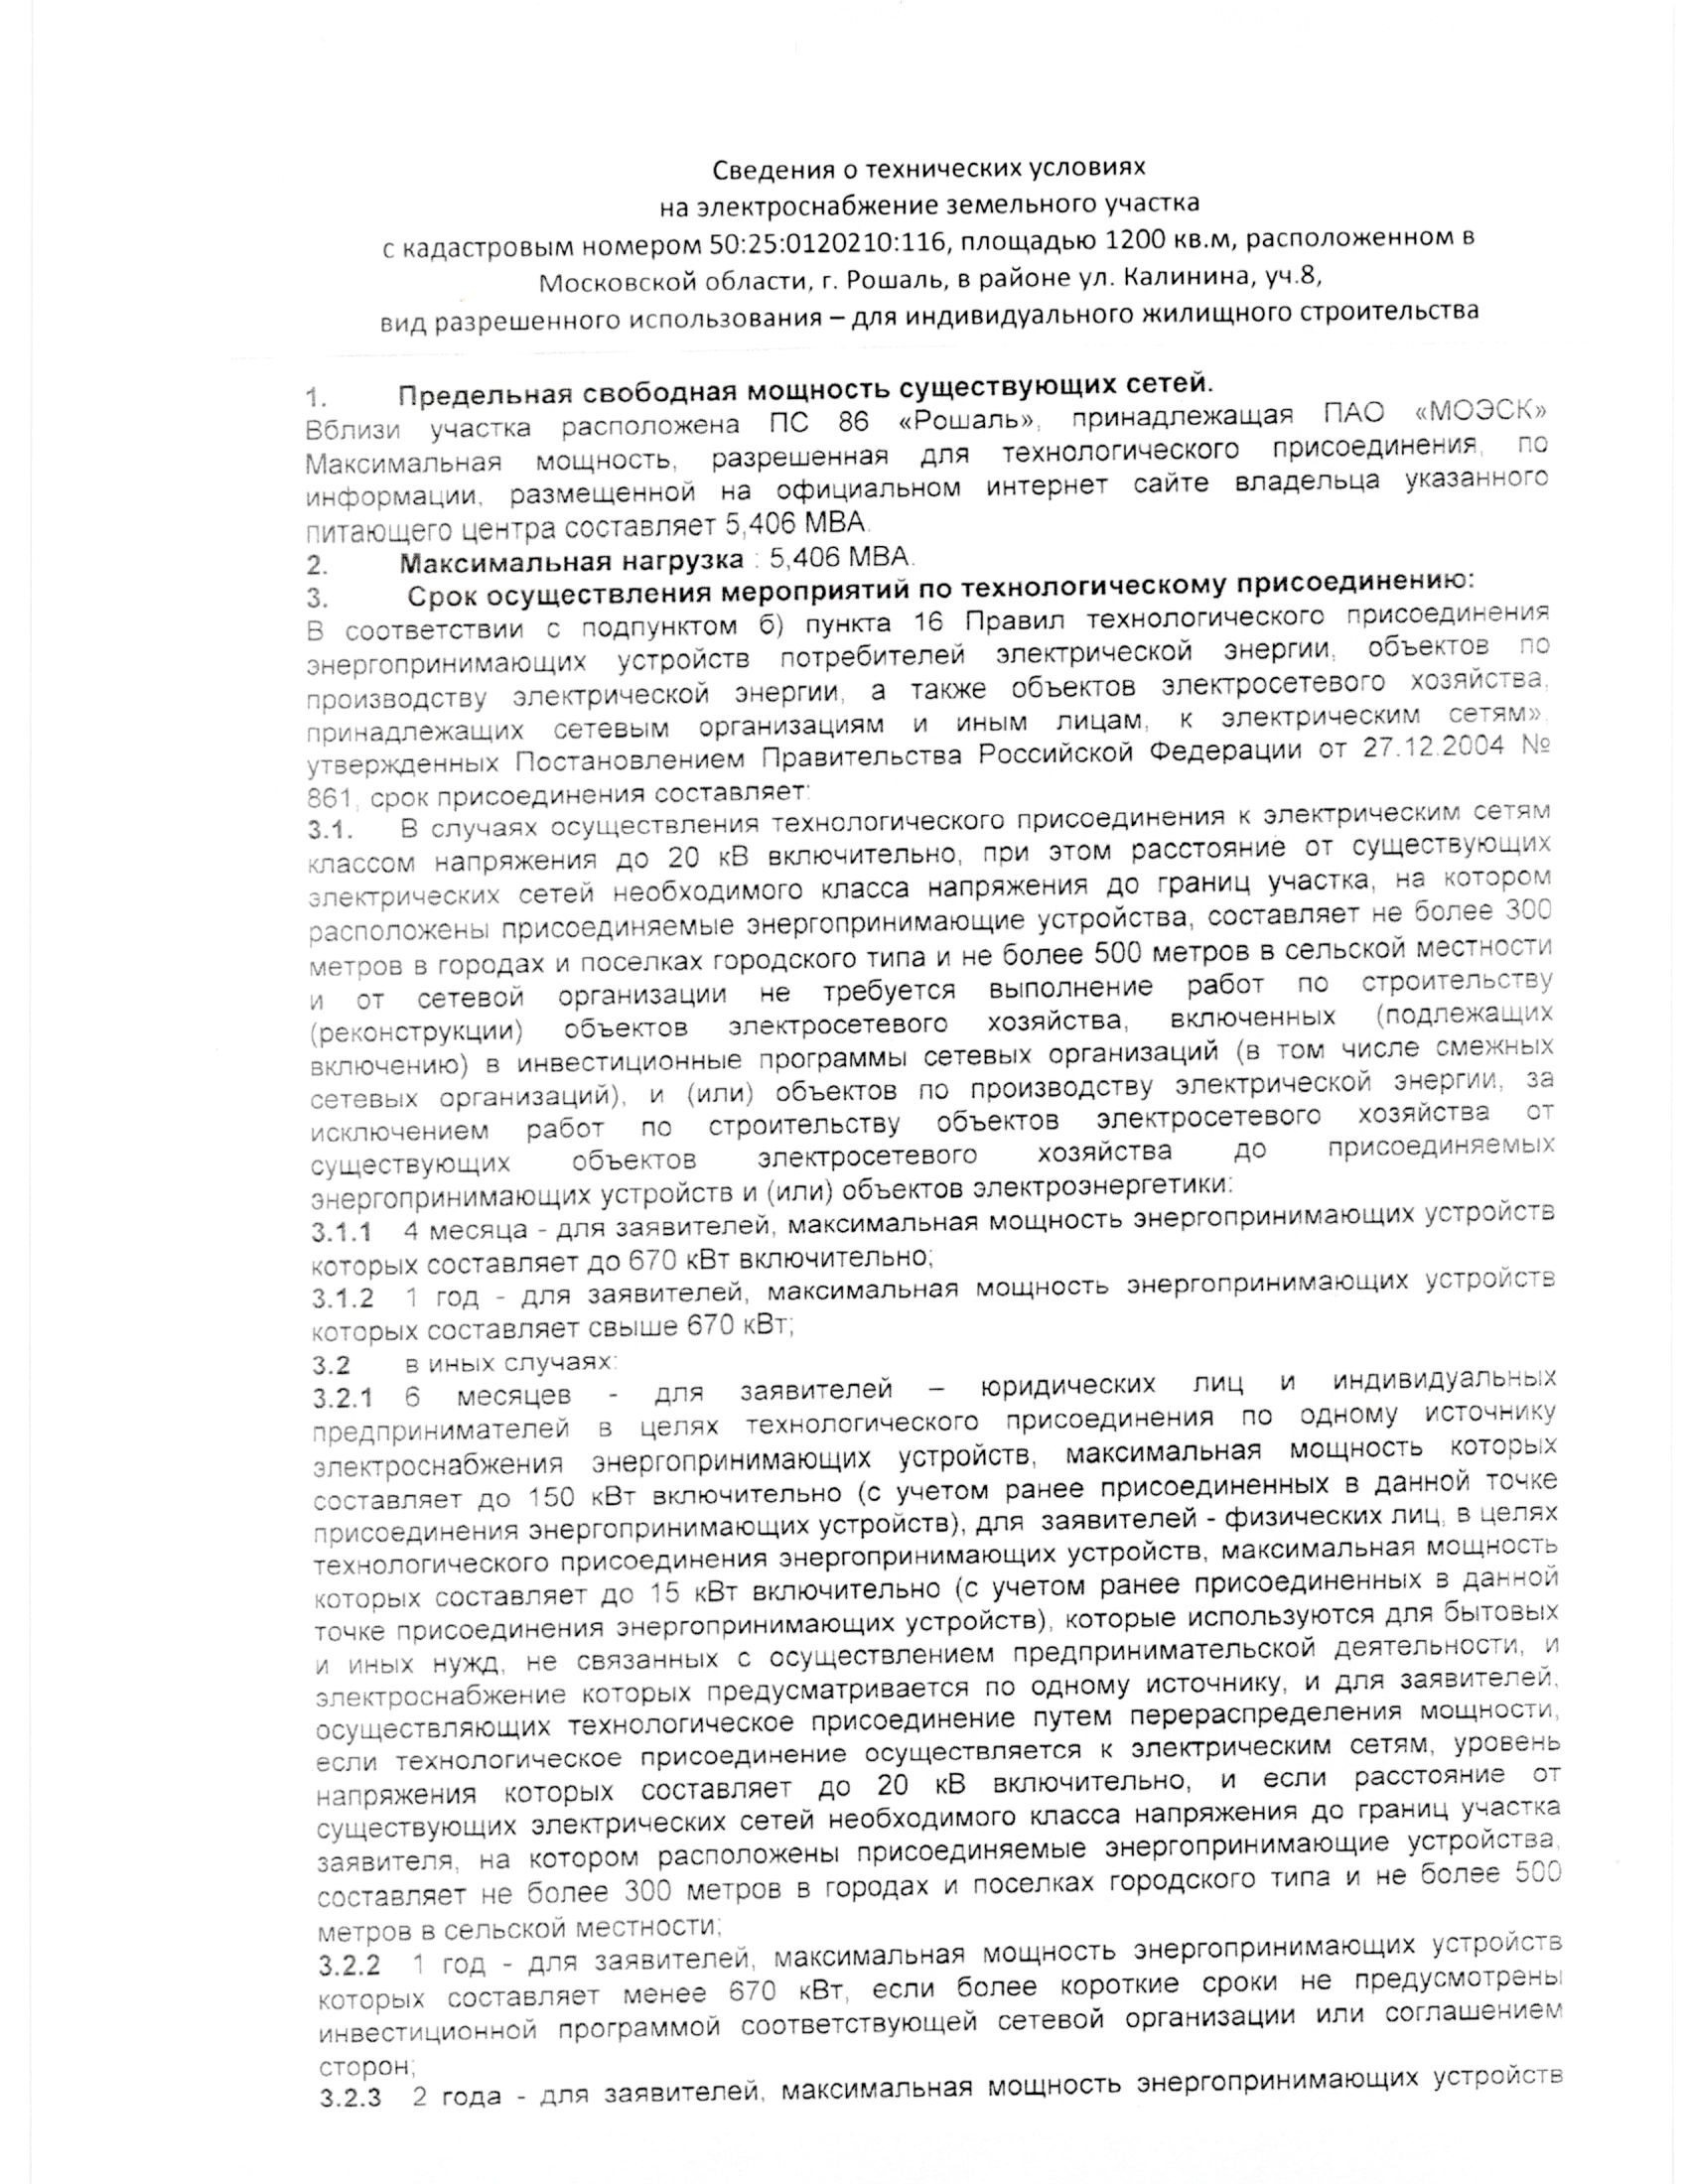 Сведения о технических условиях
на электроснабжение земельного участка
с кадастровым номером 50:25:0120210:116, площадью 1200 кв.м, расположенном в
Московской области, г. Рошаль, в районе ул. Калинина, уч.8,
вид разрешенного использования – для индивидуального жилищного строительства
1. Предельная свободная мощность существующих сетей.
Вблизи участка расположена ПС 86 «Рошаль», принадлежащая ПАО «МОЭСК»
Максимальная мощность, разрешенная для технологического присоединения, по
информации, размещенной на официальном интернет сайте владельца указанного
питающего центра составляет 5,406 МВА.
2. Максимальная нагрузка : 5,406 МВА.
3. Срок осуществления мероприятий по технологическому присоединению:
В соответствии с подпунктом б) пункта 16 Правил технологического присоединения
энергопринимающих устройств потребителей электрической энергии, объектов по
производству электрической энергии, а также объектов электросетевого хозяйства,
принадлежащих сетевым организациям и иным лицам, к электрическим сетям»,
утвержденных Постановлением Правительства Российской Федерации от 27.12.2004 №
861, срок присоединения составляет:
3.1. В случаях осуществления технологического присоединения к электрическим сетям
классом напряжения до 20 кВ включительно, при этом расстояние от существующих
электрических сетей необходимого класса напряжения до границ участка, на котором
расположены присоединяемые энергопринимающие устройства, составляет не более 300
метров в городах и поселках городского типа и не более 500 метров в сельской местности
и от сетевой организации не требуется выполнение работ по строительству
(реконструкции) объектов электросетевого хозяйства, включенных (подлежащих
включению) в инвестиционные программы сетевых организаций (в том числе смежных
сетевых организаций), и (или) объектов по производству электрической энергии, за
исключением работ по строительству объектов электросетевого хозяйства от
существующих объектов электросетевого хозяйства до присоединяемых
энергопринимающих устройств и (или) объектов электроэнергетики:
3.1.1 4 месяца - для заявителей, максимальная мощность энергопринимающих устройств
которых составляет до 670 кВт включительно;
3.1.2 1 год - для заявителей, максимальная мощность энергопринимающих устройств
которых составляет свыше 670 кВт;
3.2 в иных случаях:
3.2.1 6 месяцев - для заявителей – юридических лиц и индивидуальных
предпринимателей в целях технологического присоединения по одному источнику
электроснабжения энергопринимающих устройств, максимальная мощность которых
составляет до 150 кВт включительно (с учетом ранее присоединенных в данной точке
присоединения энергопринимающих устройств), для заявителей - физических лиц, в целях
технологического присоединения энергопринимающих устройств, максимальная мощность
которых составляет до 15 кВт включительно (с учетом ранее присоединенных в данной
точке присоединения энергопринимающих устройств), которые используются для бытовых
и иных нужд, не связанных с осуществлением предпринимательской деятельности, и
электроснабжение которых предусматривается по одному источнику, и для заявителей,
осуществляющих технологическое присоединение путем перераспределения мощности,
если технологическое присоединение осуществляется к электрическим сетям, уровень
напряжения которых составляет до 20 кВ включительно, и если расстояние от
существующих электрических сетей необходимого класса напряжения до границ участка
заявителя, на котором расположены присоединяемые энергопринимающие устройства,
составляет не более 300 метров в городах и поселках городского типа и не более 500
метров в сельской местности;
3.2.2 1 год - для заявителей, максимальная мощность энергопринимающих устройств
которых составляет менее 670 кВт, если более короткие сроки не предусмотрены
инвестиционной программой соответствующей сетевой организации или соглашением
сторон;
3.2.3 2 года - для заявителей, максимальная мощность энергопринимающих устройств